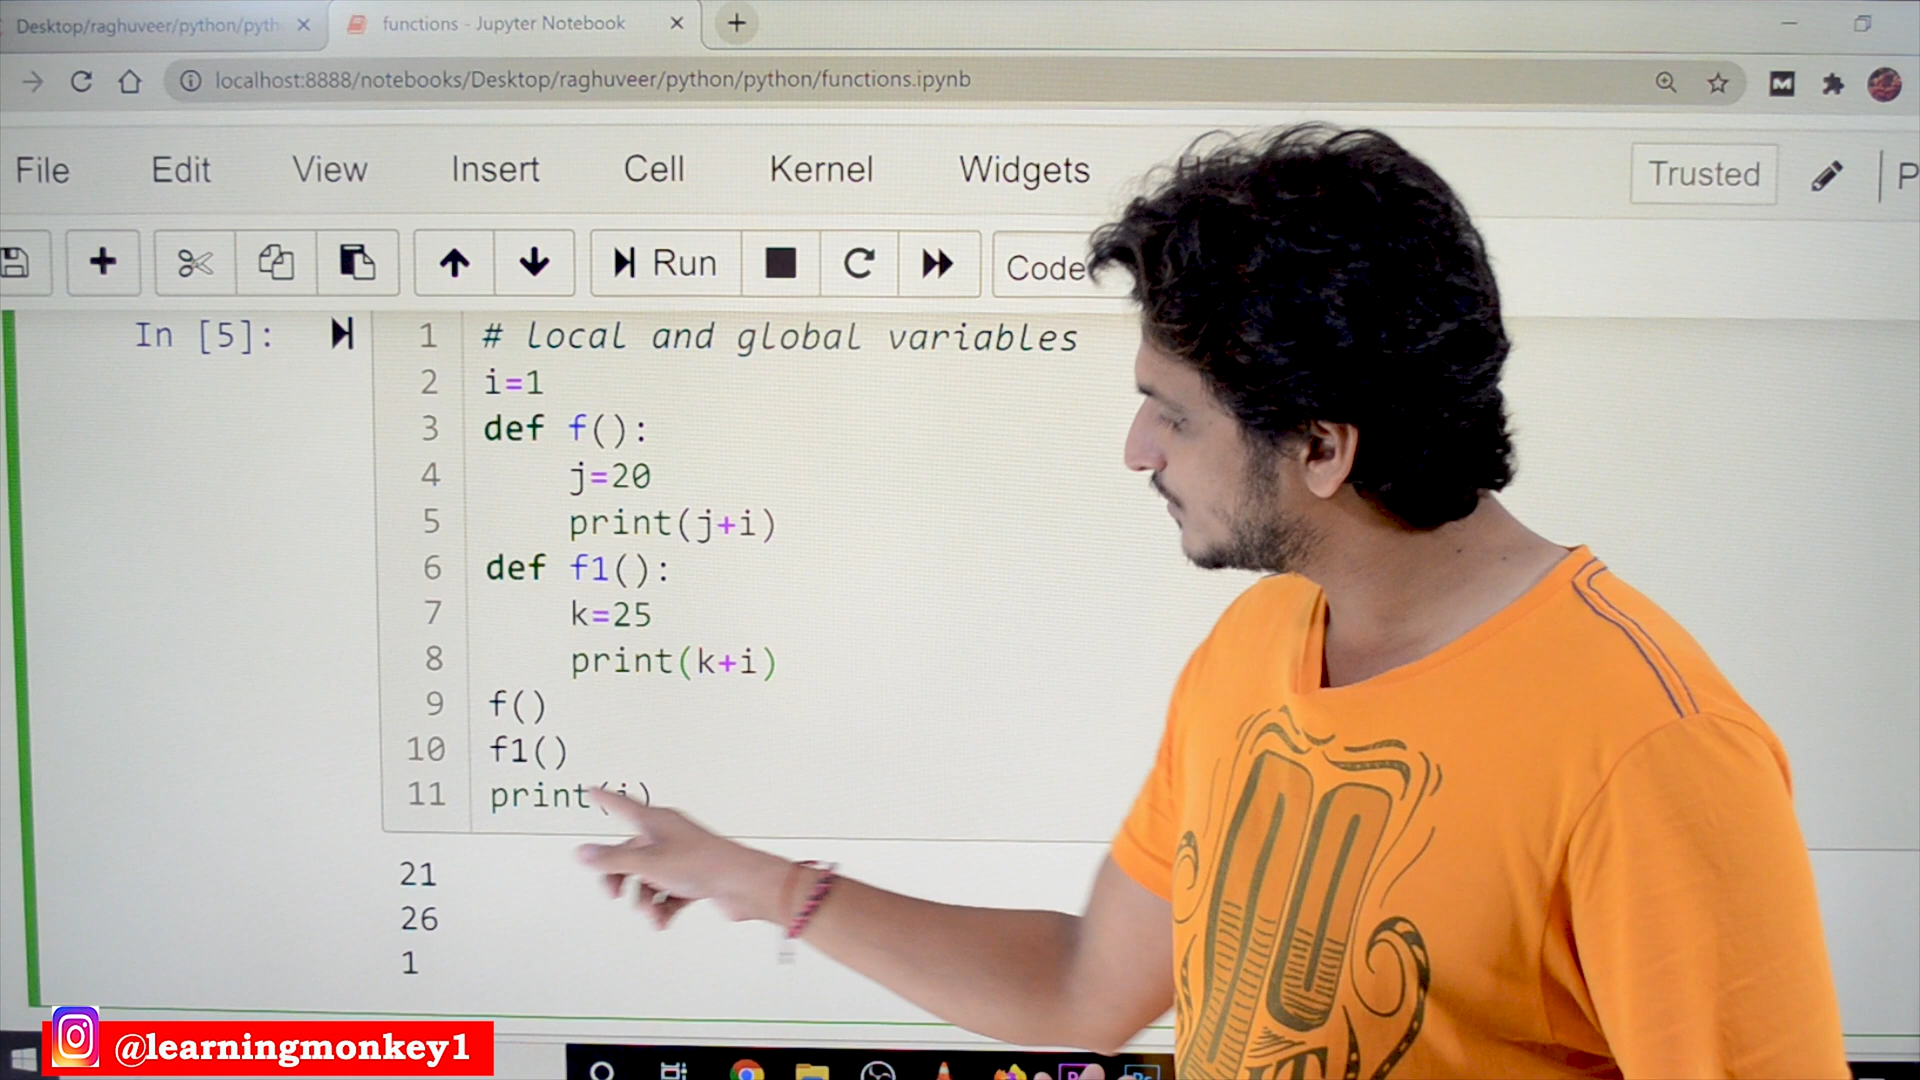 Desktop/raghuveer/python/pyth
functions - Jupyter Notebook
localhost:8888/notebooks/Desktop/raghuveer/python/python/functions.ipynb
File Edit View Insert Cell Kernel Widgets
Trusted
P
Run
Code
In [5]:
1 # local and global variables
2 i=1
3 def f():
4 j=20
5 print(j+i)
6 def f1():
7 k=25
8 print(k+i)
9 f()
10 f1()
11 print(i)
21
26
1
@learningmonkey1